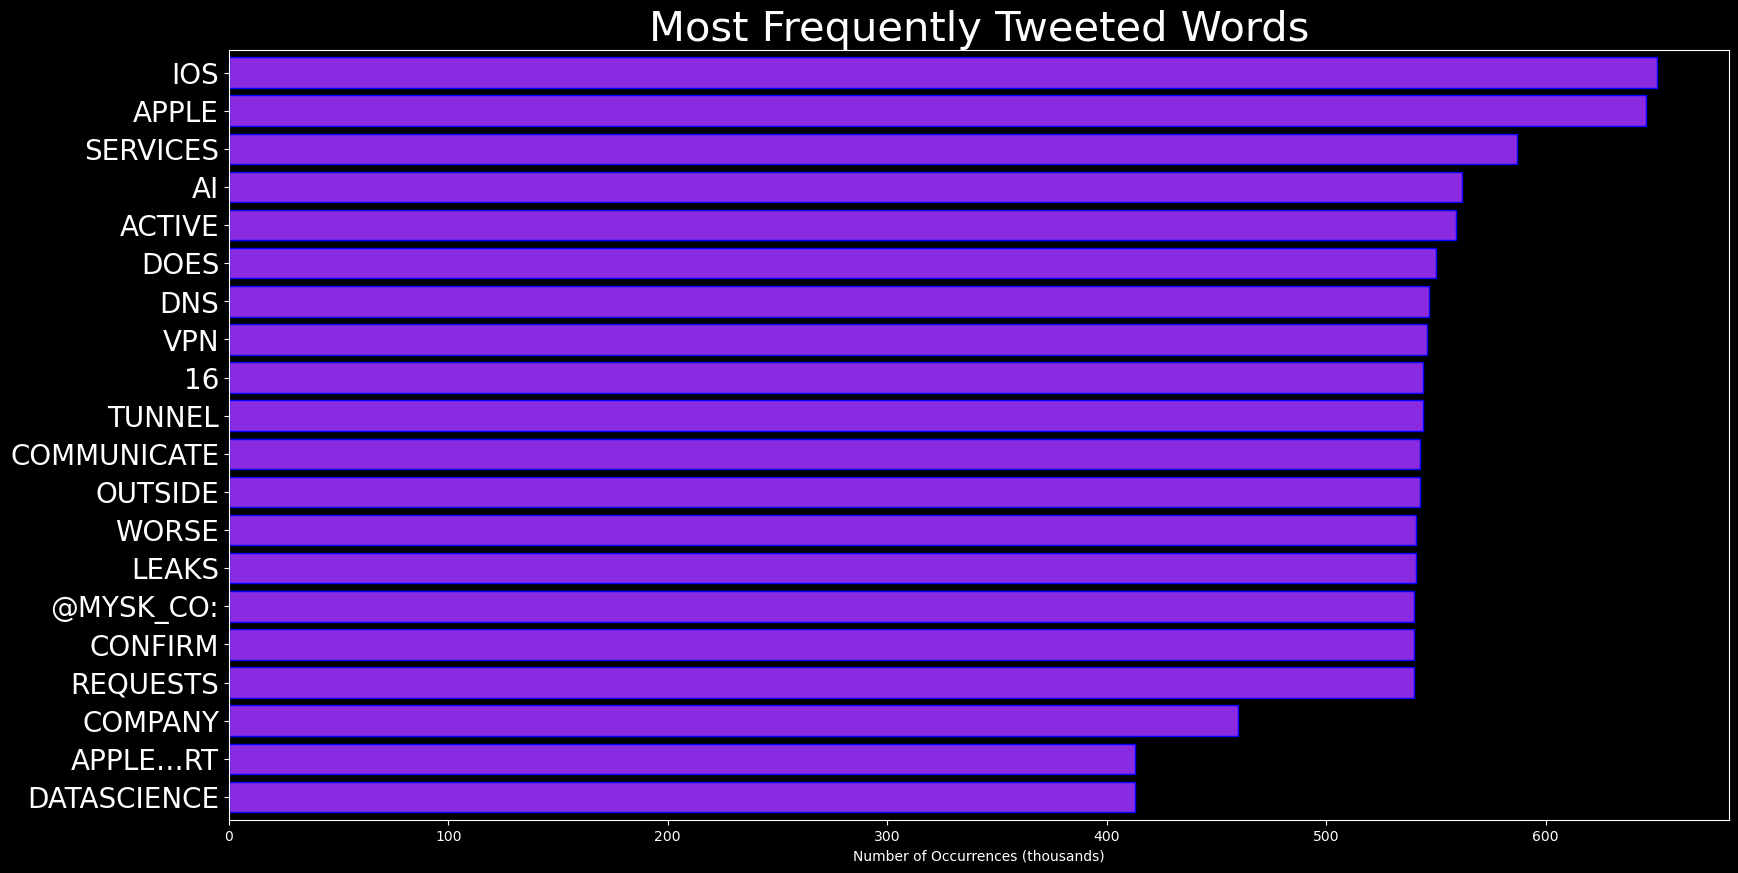 Most Frequently Tweeted Words
IOS
APPLE
SERVICES
AI
ACTIVE
DOES
DNS
VPN
16
TUNNEL
COMMUNICATE
OUTSIDE
WORSE
LEAKS
@MYSK_CO:
CONFIRM
REQUESTS
COMPANY
APPLE…RT
DATASCIENCE
0 100 200 300 400 500 600
Number of Occurrences (thousands)